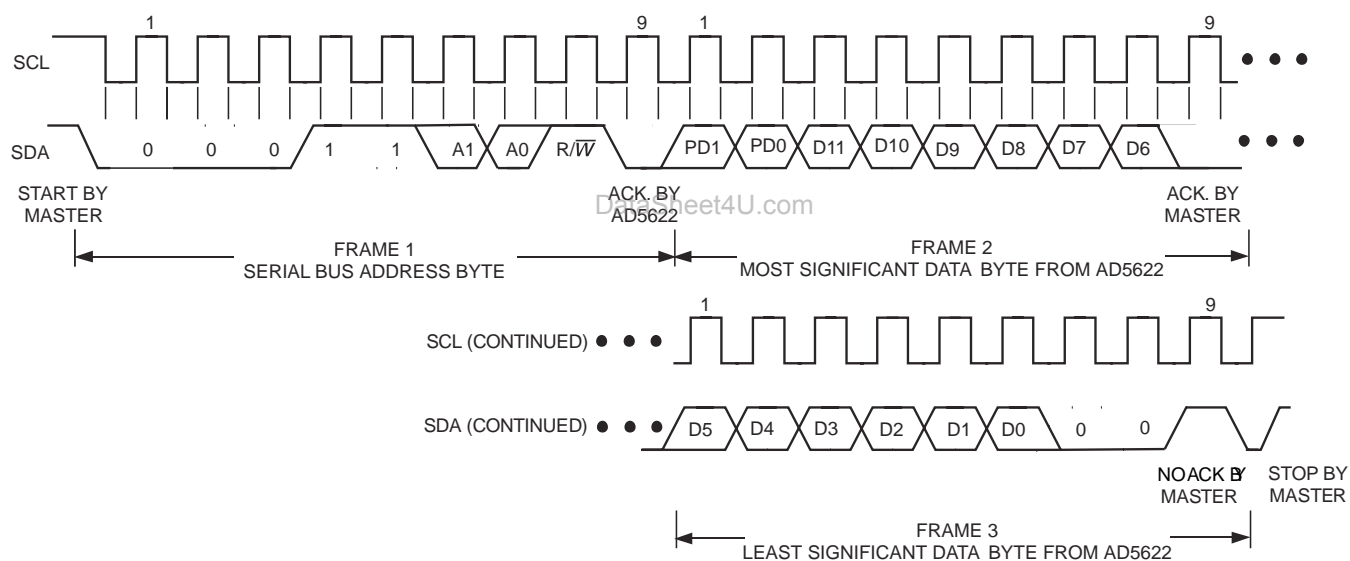 1 9 1 9
SCL
SDA 0 0 0 1 1 A1 A0 R/W̅ PD1 PD0 D11 D10 D9 D8 D7 D6
START BY
MASTER
ACK. BY
AD5622
ACK. BY
MASTER
DataSheet4U.com
FRAME 1
SERIAL BUS ADDRESS BYTE
FRAME 2
MOST SIGNIFICANT DATA BYTE FROM AD5622
1 9
SCL (CONTINUED)
SDA (CONTINUED) D5 D4 D3 D2 D1 D0 0 0
NO ACK BY
MASTER
STOP BY
MASTER
FRAME 3
LEAST SIGNIFICANT DATA BYTE FROM AD5622